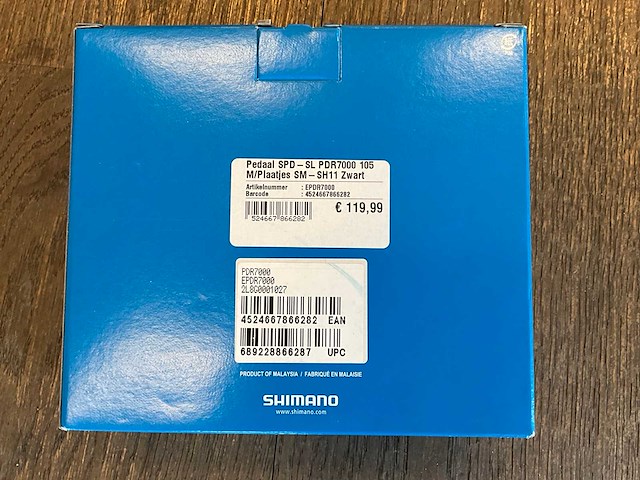 Pedaal SPD-SL PDR7000 105
M/Plaatjes SM-SH11 Zwart
Artikelnummer : EPDR7000
Barcode : 4524667866282
€ 119,99
524667 866282
PDR7000
EPDR7000
2L8G0001027
4524667866282 EAN
689228866287 UPC
PRODUCT OF MALAYSIA / FABRIQUÉ EN MALAISIE
SHIMANO
www.shimano.com